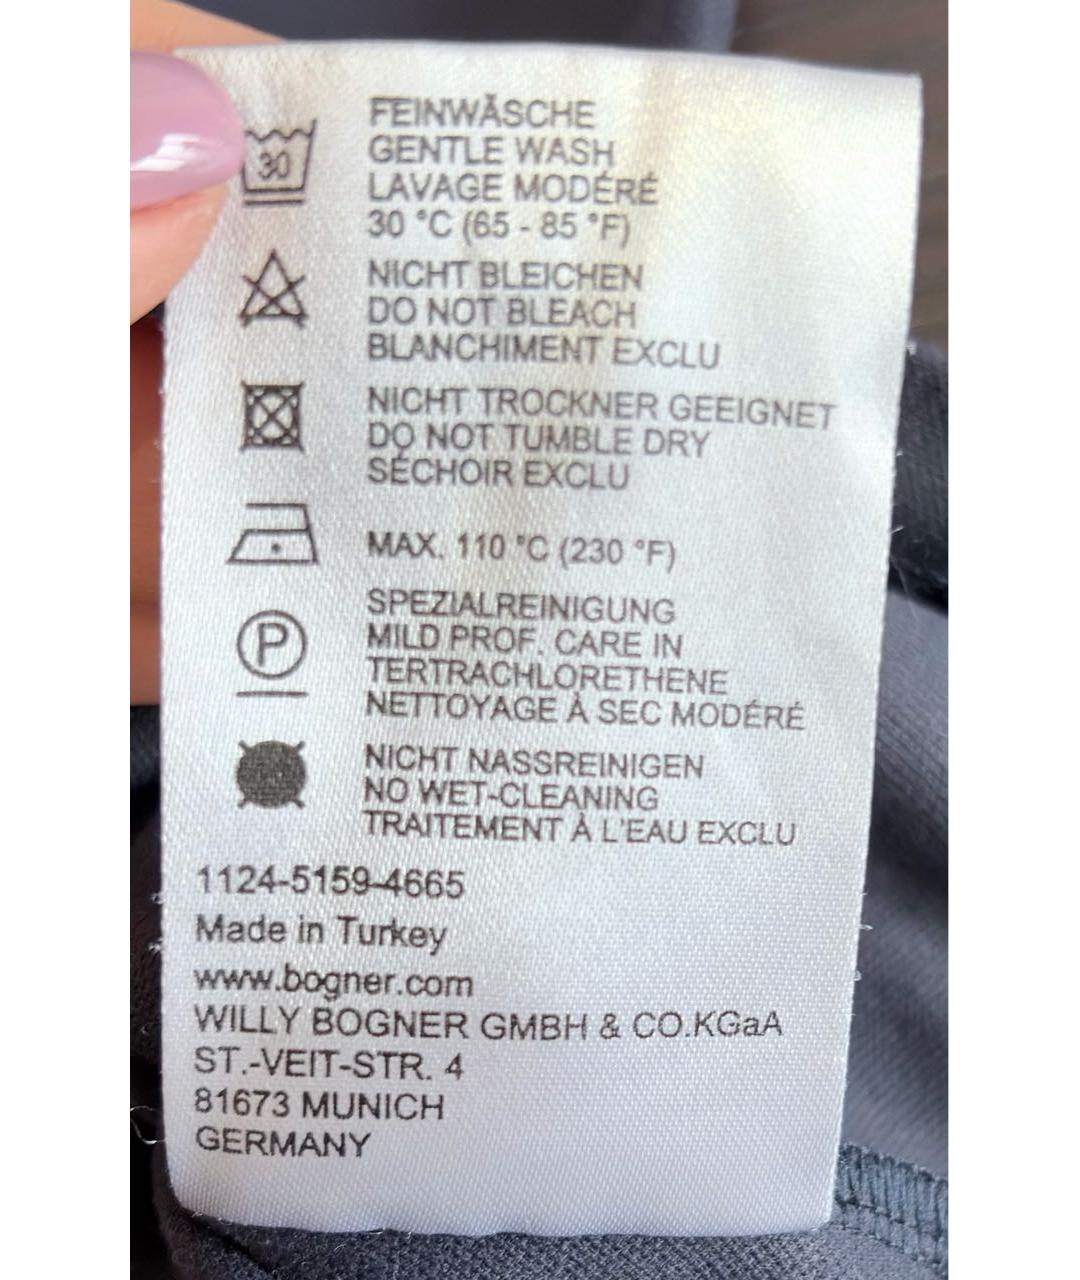 30
FEINWÄSCHE
GENTLE WASH
LAVAGE MODÉRÉ
30 °C (65 - 85 °F)
NICHT BLEICHEN
DO NOT BLEACH
BLANCHIMENT EXCLU
NICHT TROCKNER GEEIGNET
DO NOT TUMBLE DRY
SÉCHOIR EXCLU
MAX. 110 °C (230 °F)
P
SPEZIALREINIGUNG
MILD PROF. CARE IN
TERTRACHLORETHENE
NETTOYAGE À SEC MODÉRÉ
NICHT NASSREINIGEN
NO WET-CLEANING
TRAITEMENT À L'EAU EXCLU
1124-5159-4665
Made in Turkey
www.bogner.com
WILLY BOGNER GMBH & CO.KGaA
ST.-VEIT-STR. 4
81673 MUNICH
GERMANY